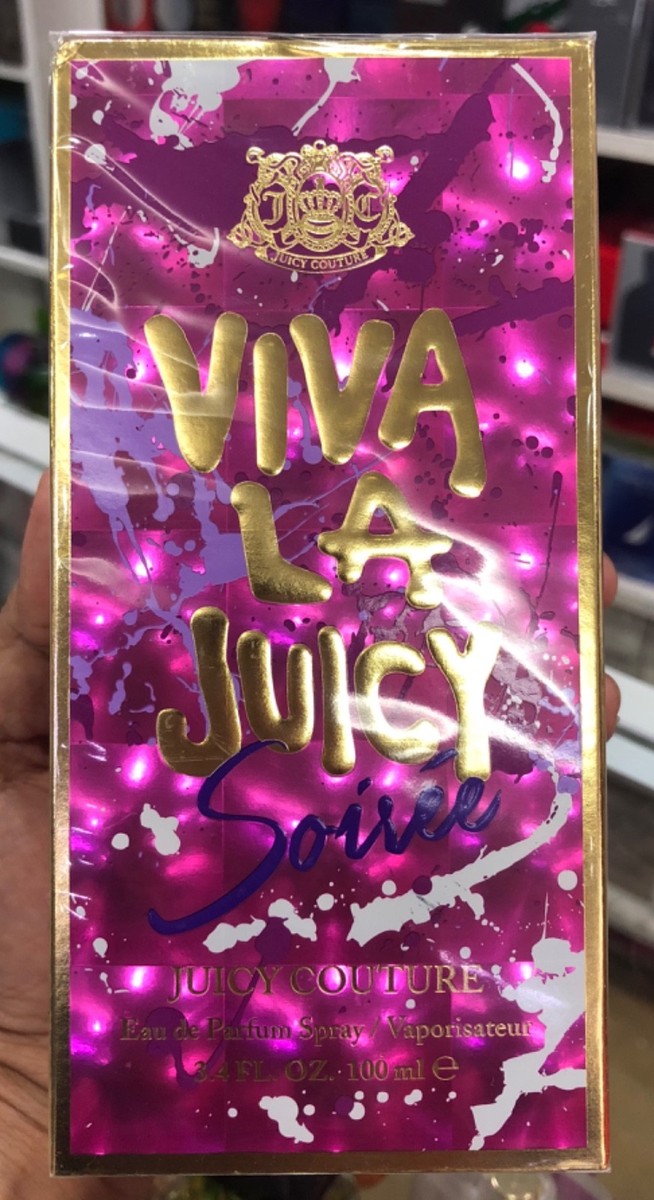 J C
JUICY COUTURE
VIVA
LA
JUICY
Soirée
JUICY COUTURE
Eau de Parfum Spray / Vaporisateur
3.4 FL. OZ. 100 ml ℮